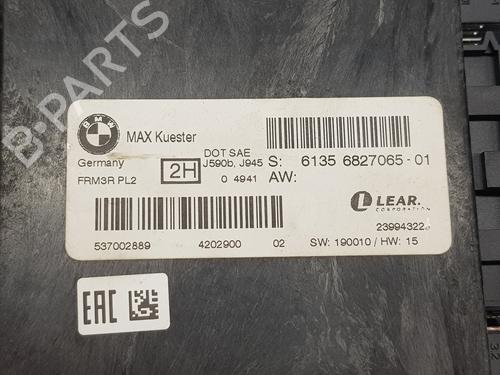 B-PARTS
BMW
MAX Kuester
Germany
DOT SAE
J590b, J945
S: 6135 6827065-01
FRM3R PL2
2H
0 4941
AW:
LEAR
CORPORATION
537002889
4202900
02
SW: 190010 / HW: 15
EAC